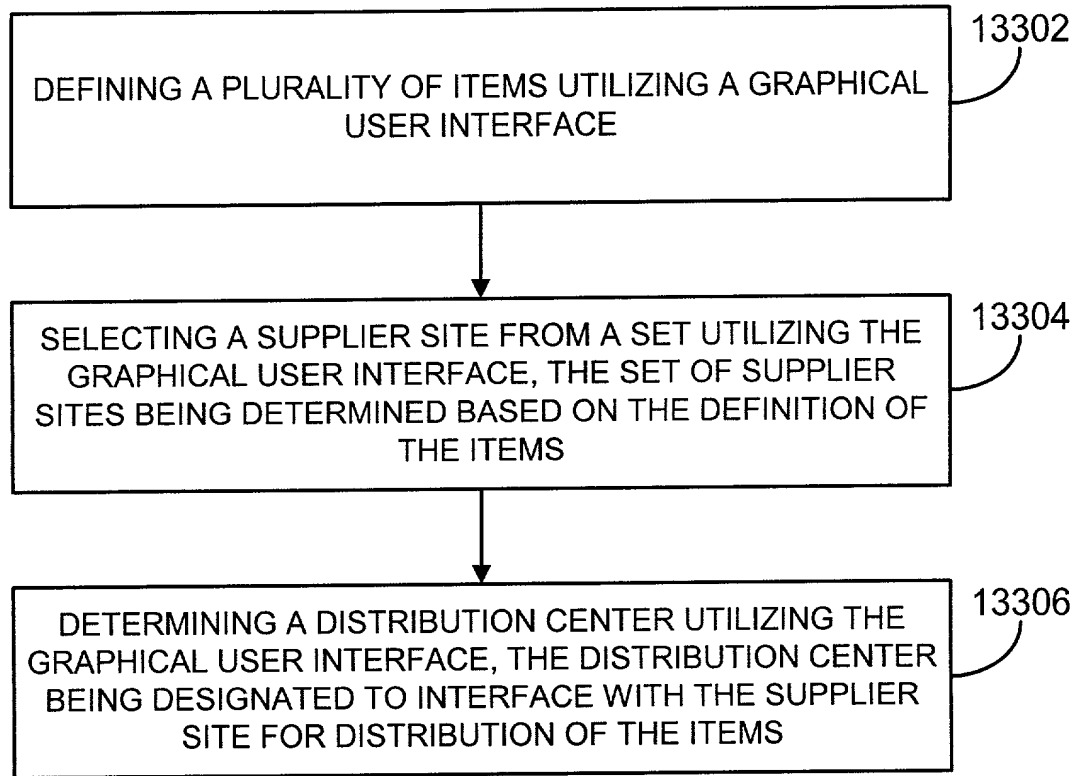 13302
DEFINING A PLURALITY OF ITEMS UTILIZING A GRAPHICAL
USER INTERFACE
13304
SELECTING A SUPPLIER SITE FROM A SET UTILIZING THE
GRAPHICAL USER INTERFACE, THE SET OF SUPPLIER
SITES BEING DETERMINED BASED ON THE DEFINITION OF
THE ITEMS
13306
DETERMINING A DISTRIBUTION CENTER UTILIZING THE
GRAPHICAL USER INTERFACE, THE DISTRIBUTION CENTER
BEING DESIGNATED TO INTERFACE WITH THE SUPPLIER
SITE FOR DISTRIBUTION OF THE ITEMS